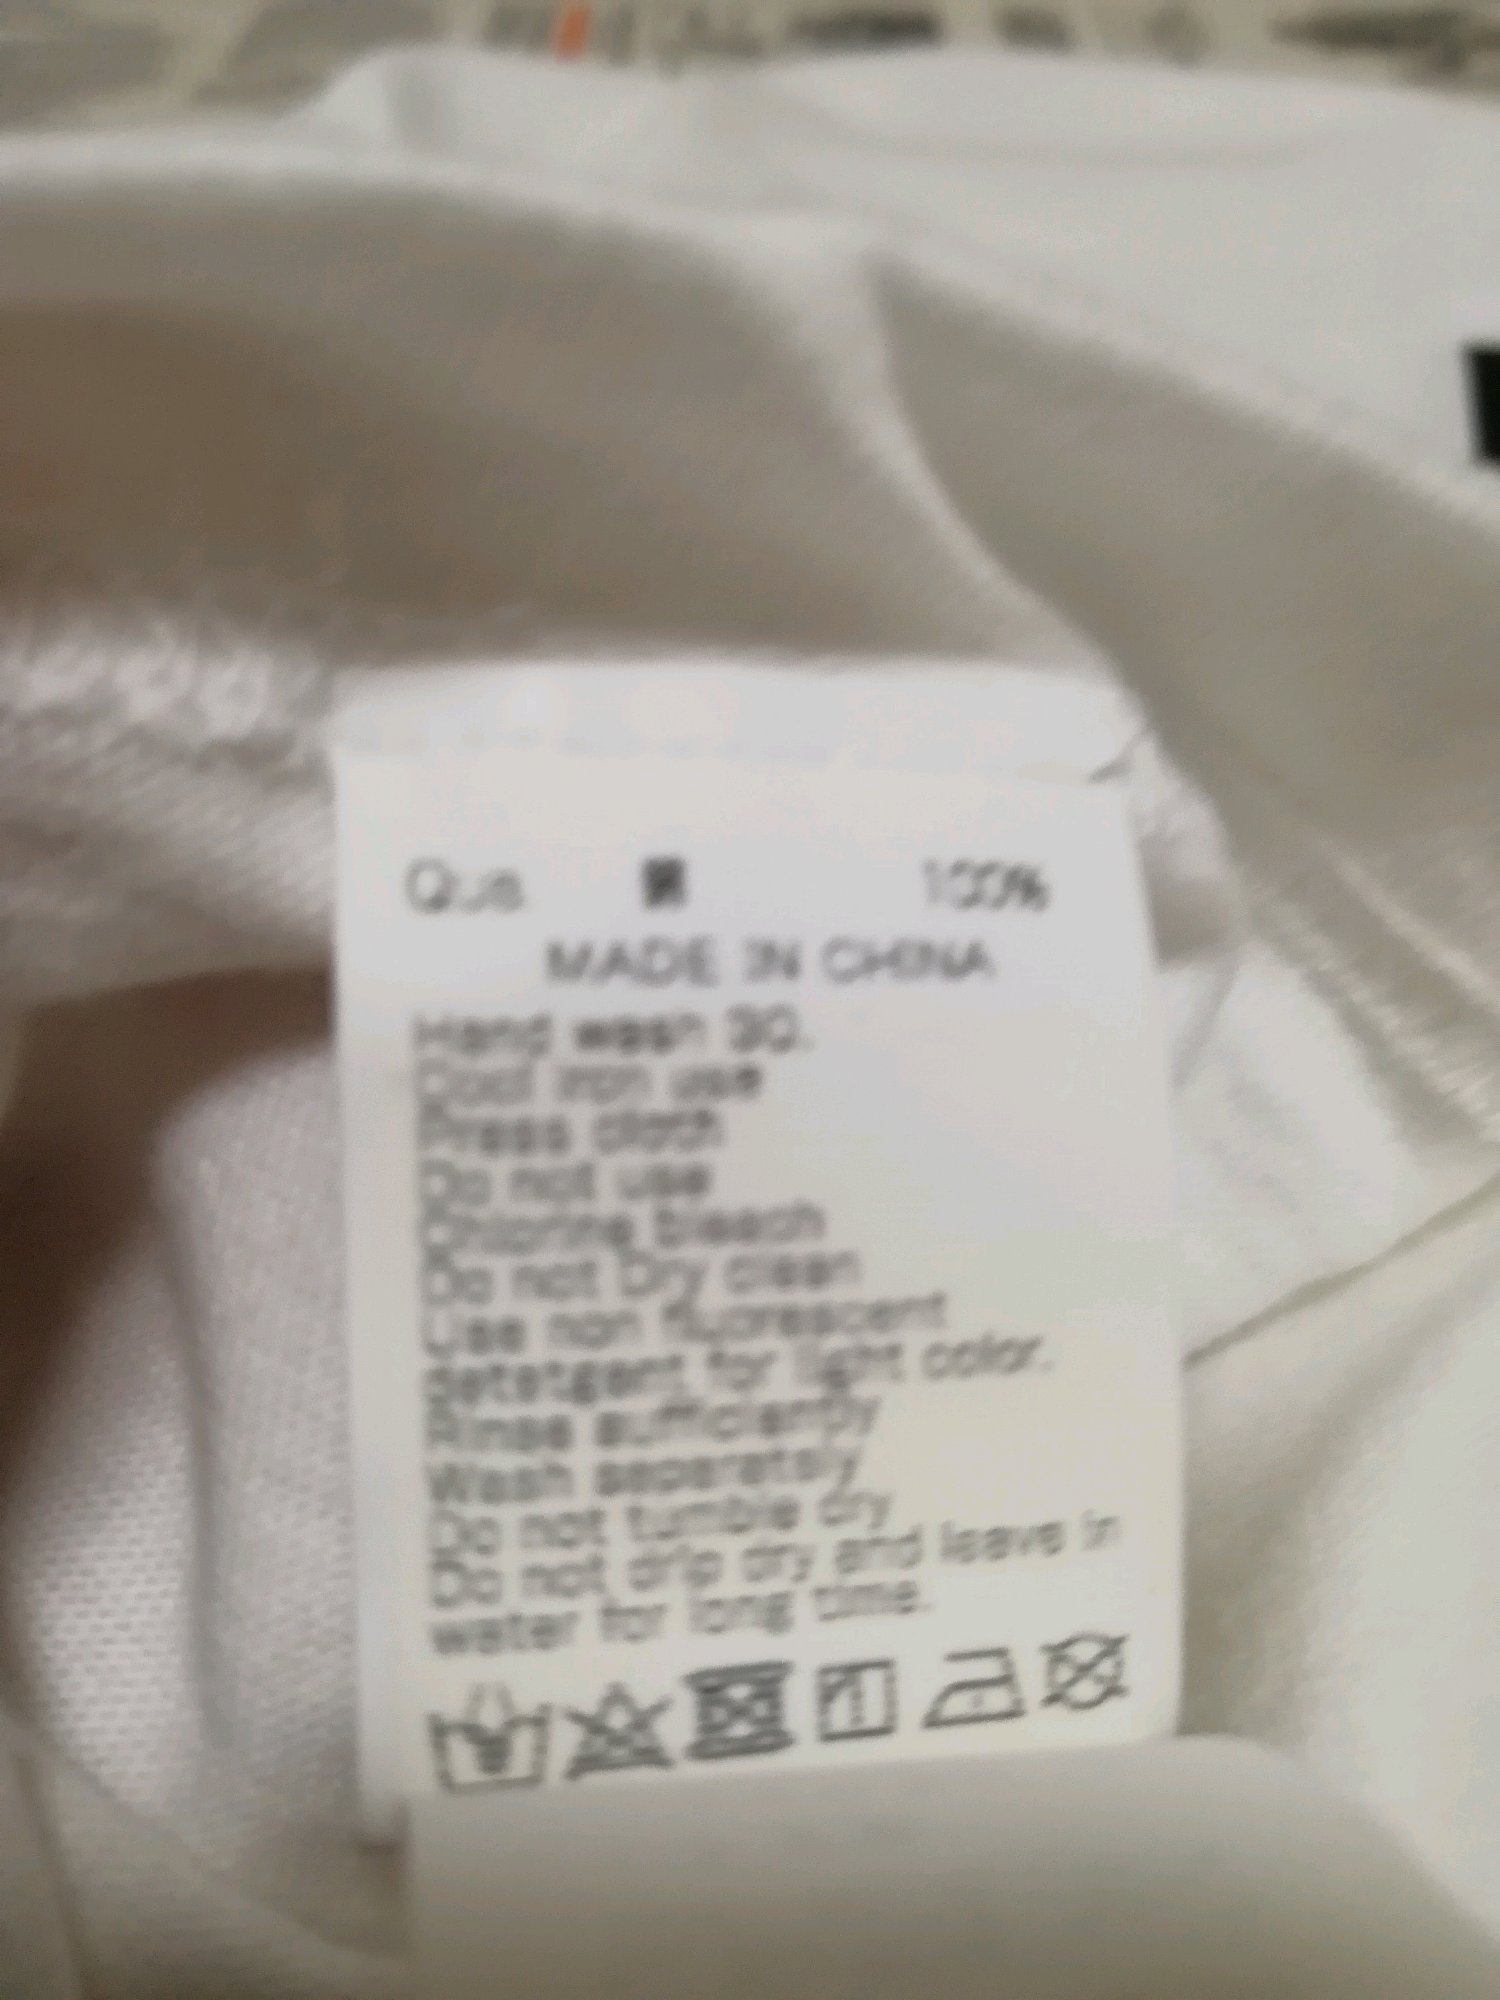 Qua 100%
MADE IN CHINA
Hand wash 30.
Cool iron use
Press cloth
Do not use
Chlorine bleach
Do not Dry clean
Use non fluorescent
detergent for light color.
Rinse sufficiently
Wash separately
Do not tumble dry
Do not drip dry and leave in
water for long time.